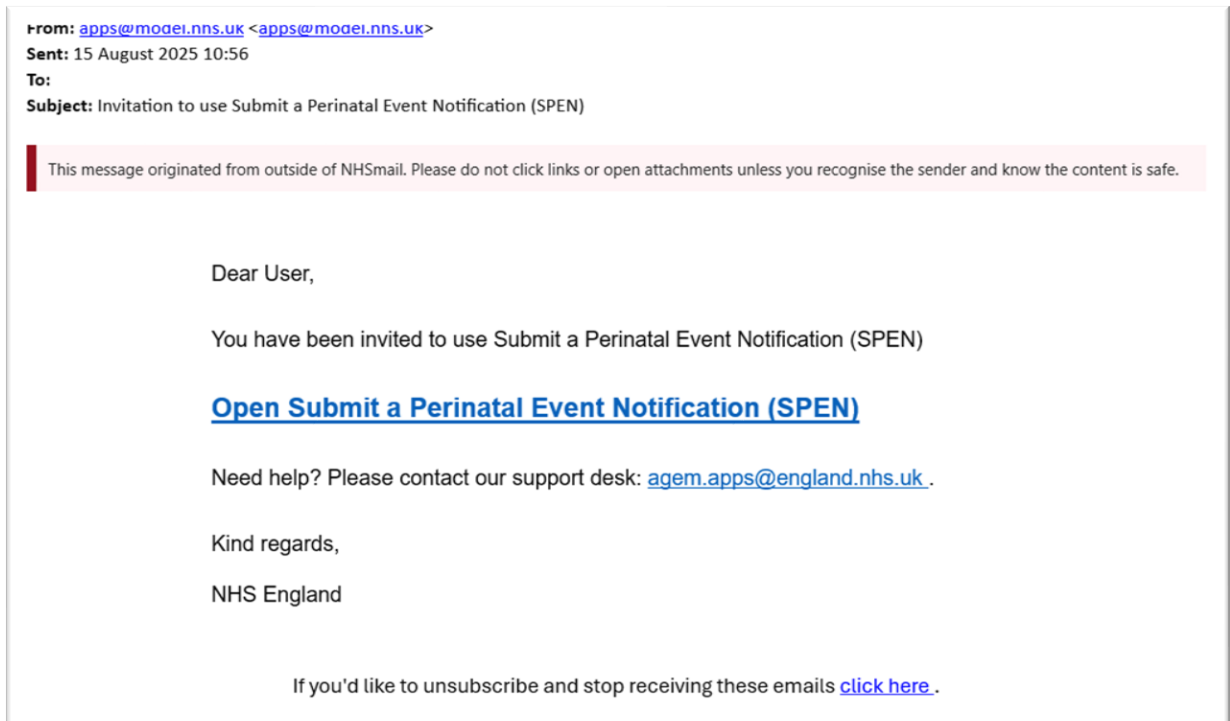 From: apps@model.nhs.uk <apps@model.nhs.uk>
Sent: 15 August 2025 10:56
To:
Subject: Invitation to use Submit a Perinatal Event Notification (SPEN)
This message originated from outside of NHSmail. Please do not click links or open attachments unless you recognise the sender and know the content is safe.
Dear User,
You have been invited to use Submit a Perinatal Event Notification (SPEN)
Open Submit a Perinatal Event Notification (SPEN)
Need help? Please contact our support desk: agem.apps@england.nhs.uk .
Kind regards,
NHS England
If you'd like to unsubscribe and stop receiving these emails click here .